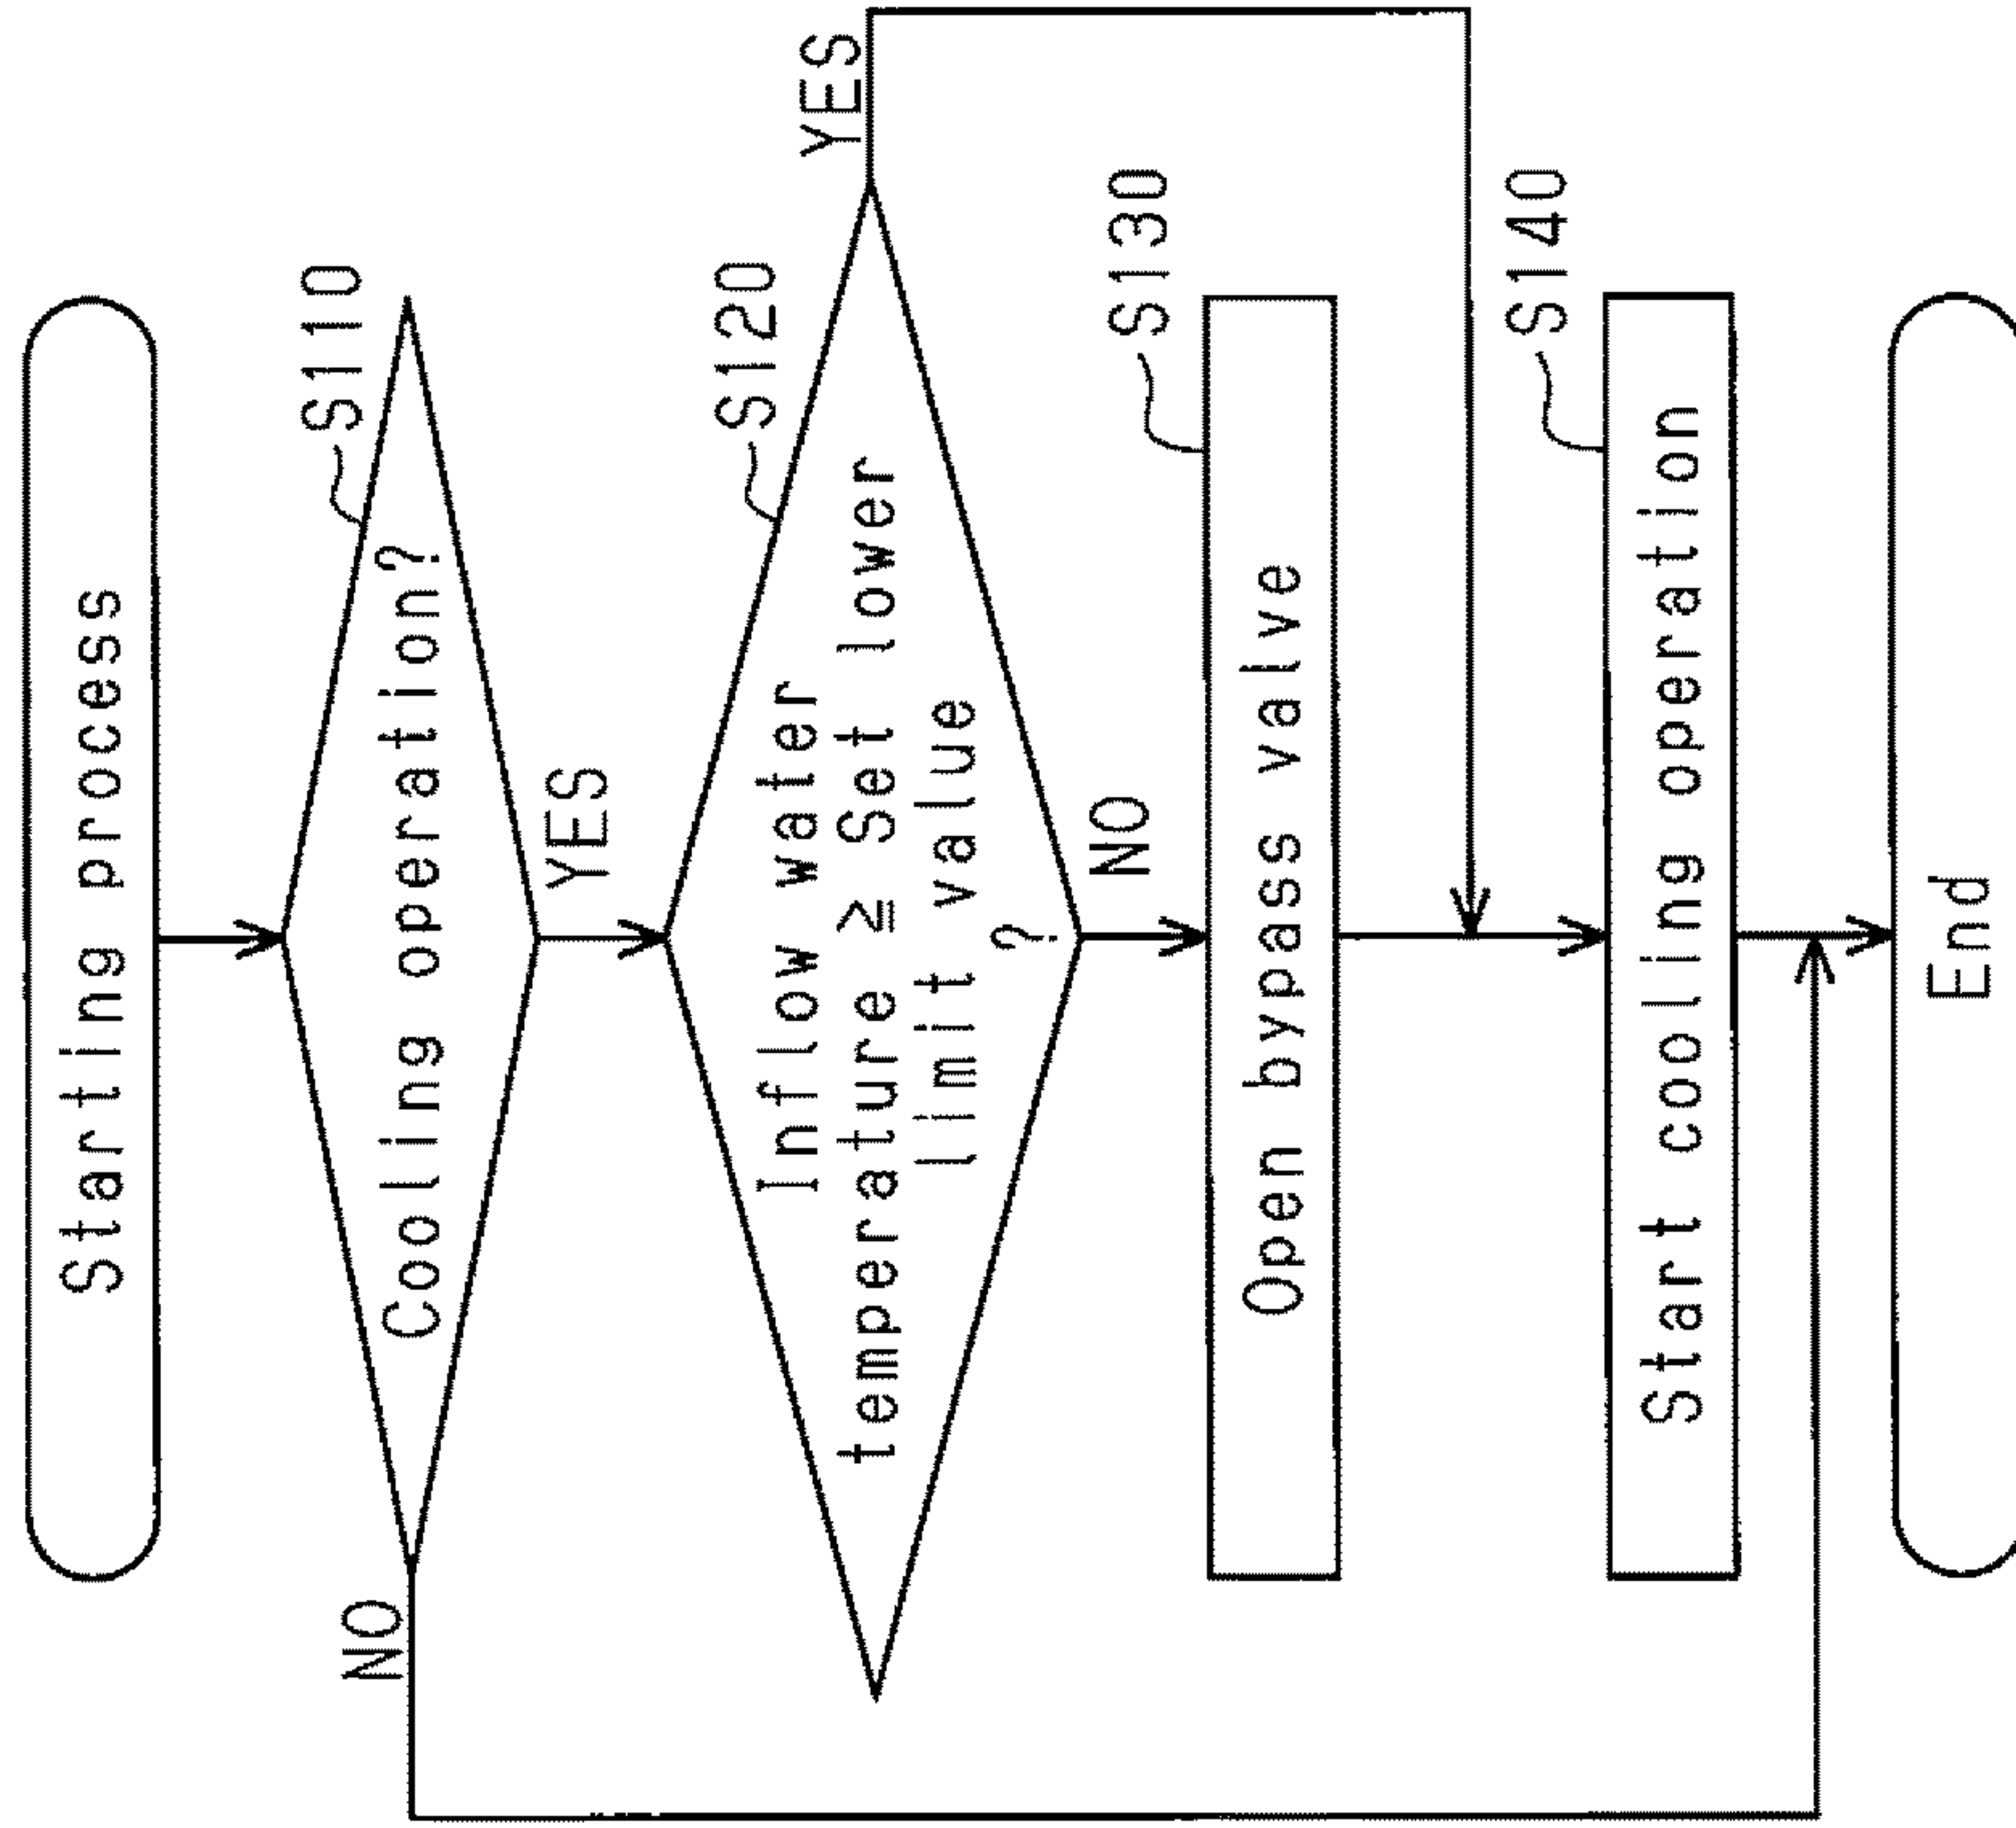 Starting process
S110
Cooling operation?
NO
YES
S120
Inflow water
temperature ≧ Set lower
limit value
?
YES
NO
S130
Open bypass valve
S140
Start cooling operation
End